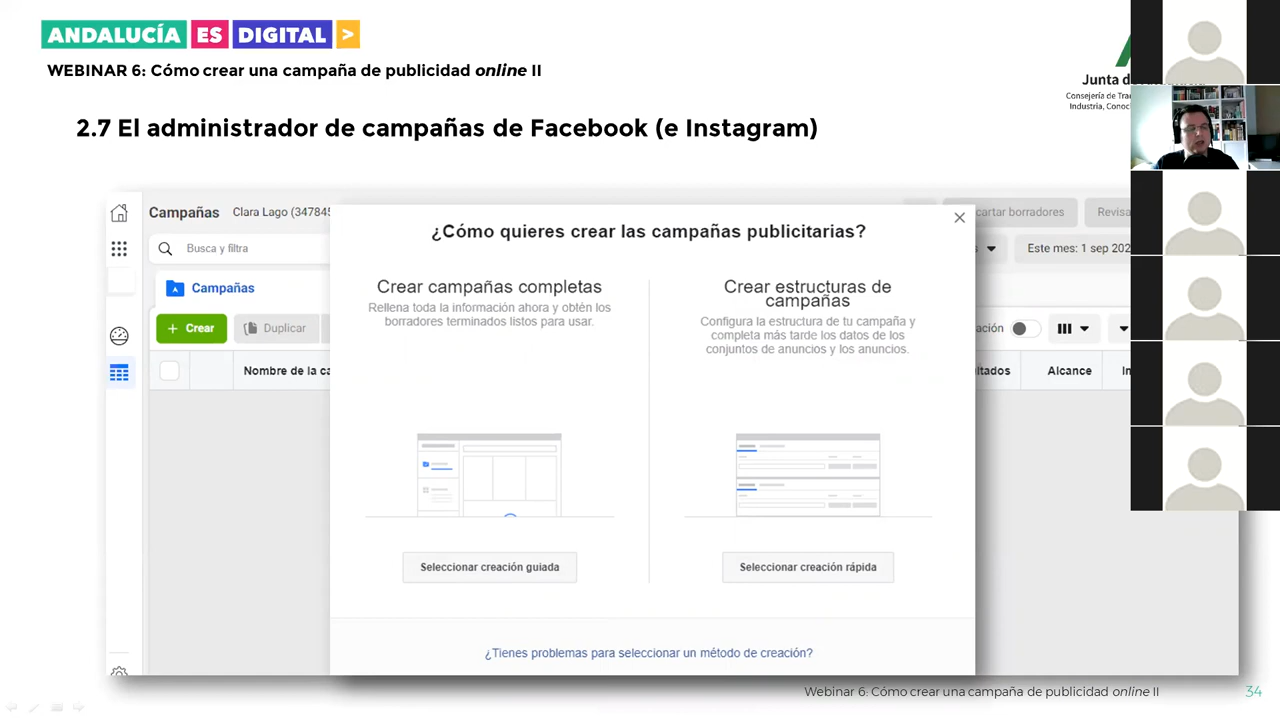 ANDALUCÍA ES DIGITAL >
WEBINAR 6: Cómo crear una campaña de publicidad online II
Junta d
Consejería de Tra
Industria, Conoc
2.7 El administrador de campañas de Facebook (e Instagram)
Campañas Clara Lago (347845
cartar borradores
Revisa
Busca y filtra
Este mes: 1 sep 202
Campañas
+ Crear
Duplicar
ación
Nombre de la ca
ltados
Alcance
¿Cómo quieres crear las campañas publicitarias?
Crear campañas completas
Rellena toda la información ahora y obtén los
borradores terminados listos para usar.
Seleccionar creación guiada
Crear estructuras de
campañas
Configura la estructura de tu campaña y
completa más tarde los datos de los
conjuntos de anuncios y los anuncios.
Seleccionar creación rápida
¿Tienes problemas para seleccionar un método de creación?
Webinar 6: Cómo crear una campaña de publicidad online II
34